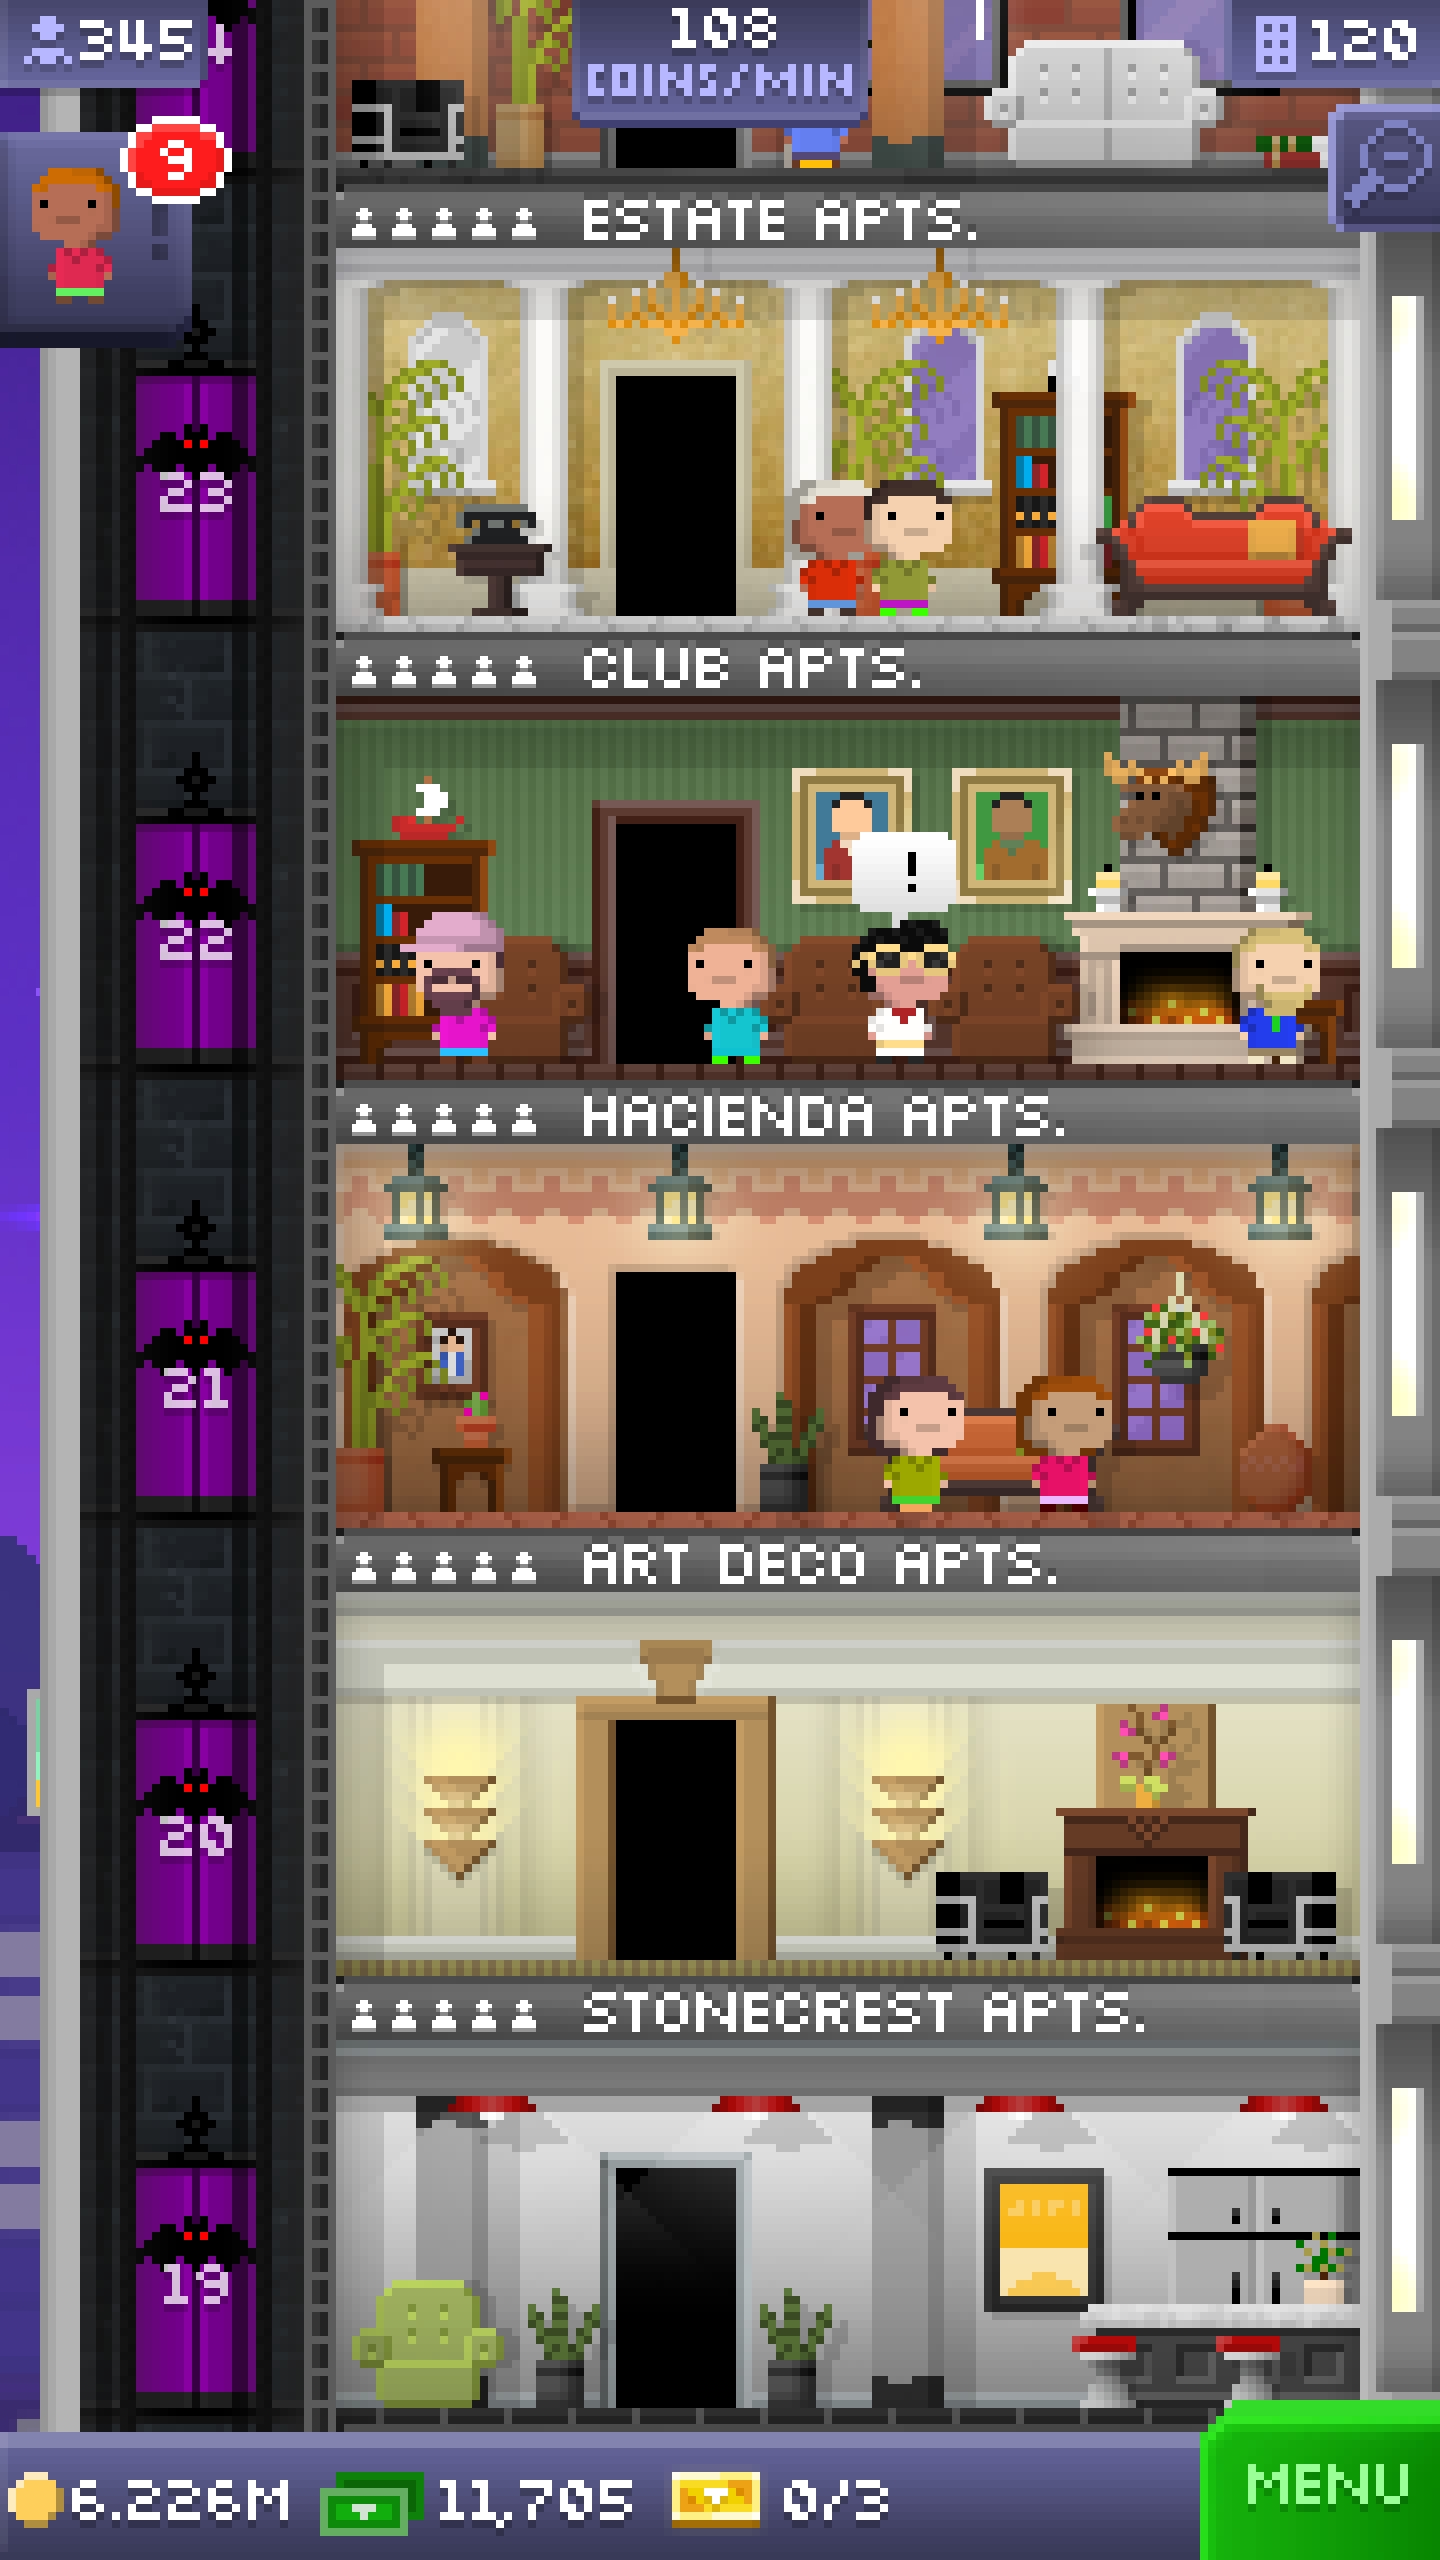 345
108
COINS/MIN
120
9
ESTATE APTS.
23
CLUB APTS.
!
22
HACIENDA APTS.
21
ART DECO APTS.
20
STONECREST APTS.
19
6.226M
11,705
0/3
MENU